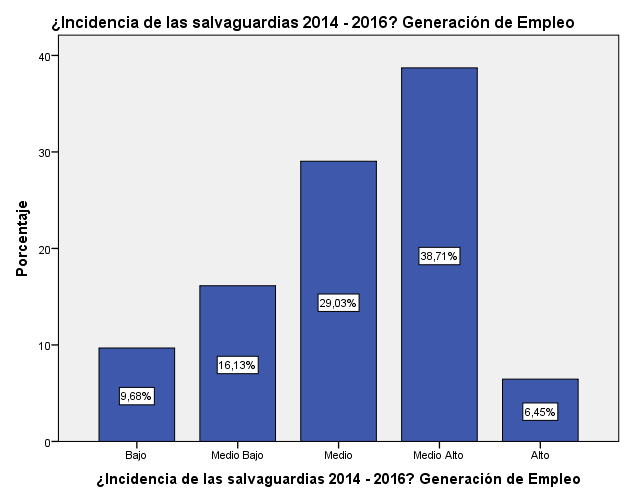 ¿Incidencia de las salvaguardias 2014 - 2016? Generación de Empleo
Porcentaje
40
30
20
10
0
9,68%
16,13%
29,03%
38,71%
6,45%
Bajo
Medio Bajo
Medio
Medio Alto
Alto
¿Incidencia de las salvaguardias 2014 - 2016? Generación de Empleo